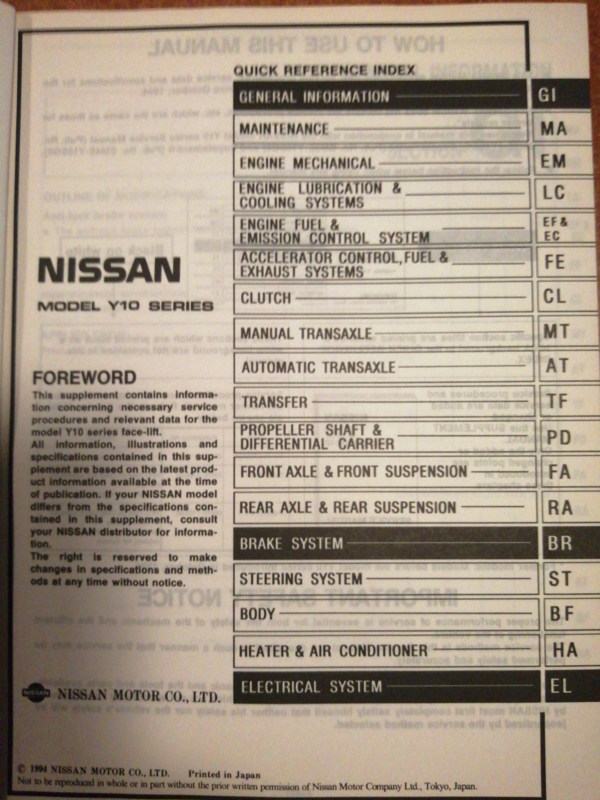 QUICK REFERENCE INDEX
GENERAL INFORMATION GI
MAINTENANCE MA
ENGINE MECHANICAL EM
ENGINE LUBRICATION &
COOLING SYSTEMS LC
ENGINE FUEL &
EMISSION CONTROL SYSTEM
EF &
EC
ACCELERATOR CONTROL, FUEL &
EXHAUST SYSTEMS FE
CLUTCH CL
MANUAL TRANSAXLE MT
AUTOMATIC TRANSAXLE AT
TRANSFER TF
PROPELLER SHAFT &
DIFFERENTIAL CARRIER PD
FRONT AXLE & FRONT SUSPENSION FA
REAR AXLE & REAR SUSPENSION RA
BRAKE SYSTEM BR
STEERING SYSTEM ST
BODY BF
HEATER & AIR CONDITIONER HA
ELECTRICAL SYSTEM EL
NISSAN
MODEL Y10 SERIES
FOREWORD
This supplement contains informa-
tion concerning necessary service
procedures and relevant data for the
model Y10 series face-lift.
All information, illustrations and
specifications contained in this sup-
plement are based on the latest prod-
uct information available at the time
of publication. If your NISSAN model
differs from the specifications con-
tained in this supplement, consult
your NISSAN distributor for informa-
tion.
The right is reserved to make
changes in specifications and meth-
ods at any time without notice.
NISSAN NISSAN MOTOR CO., LTD.
© 1994 NISSAN MOTOR CO., LTD. Printed in Japan
Not to be reproduced in whole or in part without the prior written permission of Nissan Motor Company Ltd., Tokyo, Japan.